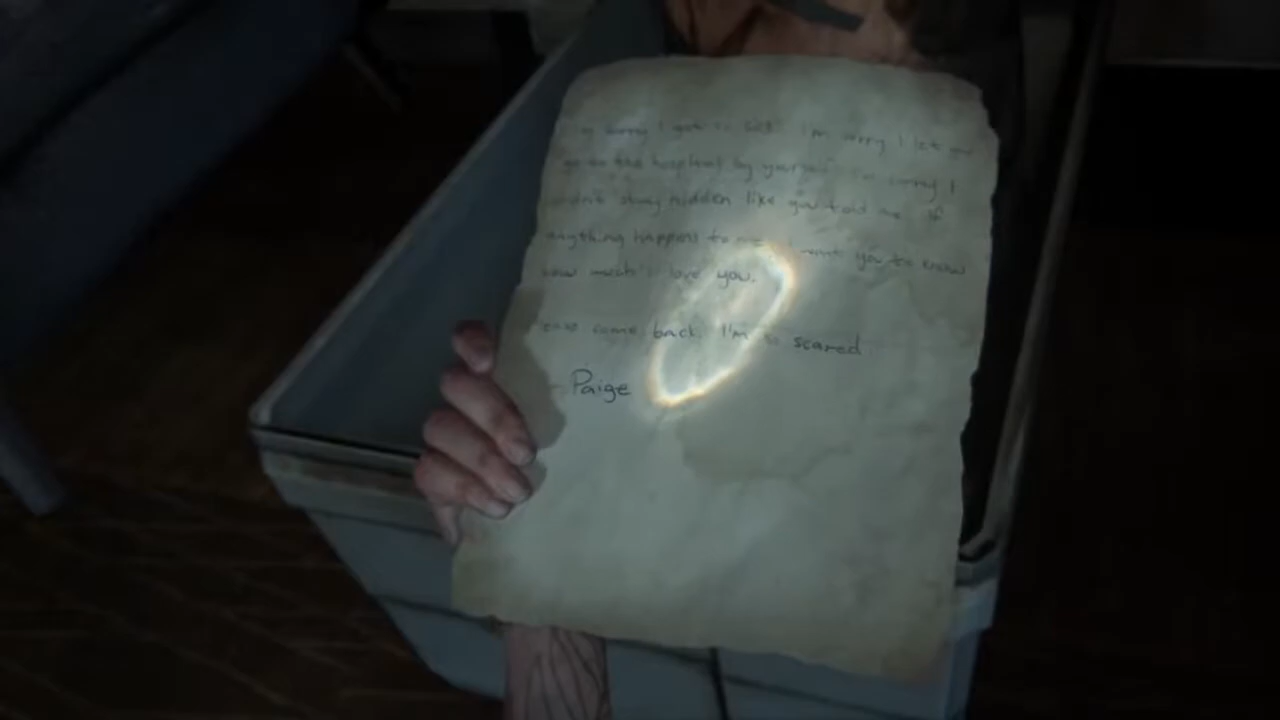 sorry I got so sick. I'm sorry I let you
go to the hospital by yourself. I'm sorry I
didn't stay hidden like you told me. If
anything happens to me, I want you to know
how much I love you.
come back. I'm so scared.
- Paige